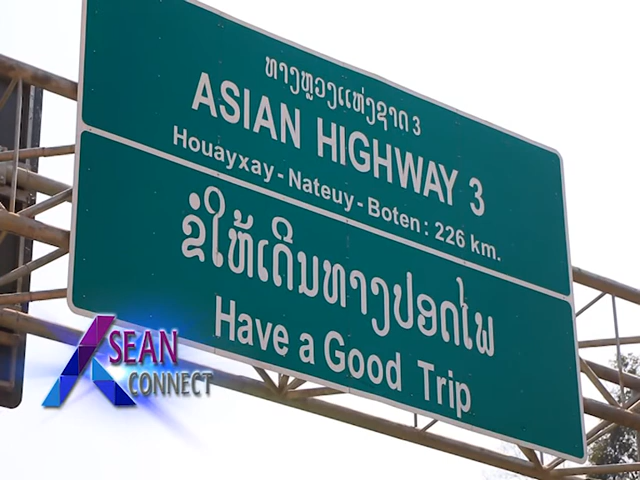 ທາງຫຼວງແຫ່ງຊາດ 3
ASIAN HIGHWAY 3
Houayxay - Nateuy - Boten : 226 km.
ຂໍໃຫ້ເດີນທາງປອດໄພ
Have a Good Trip
ASEAN
CONNECT